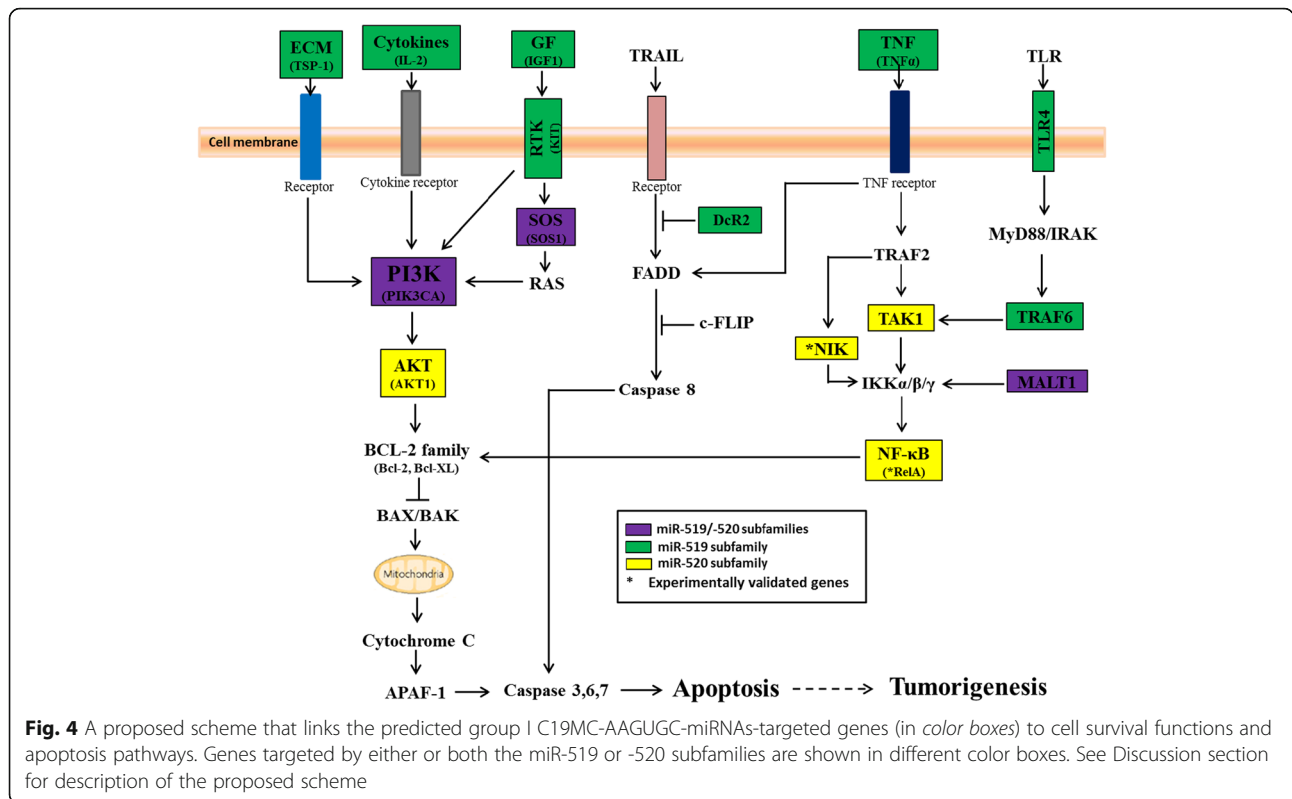 ECM
(TSP-1)
Cytokines
(IL-2)
GF
(IGF1)
TRAIL
TNF
(TNFα)
TLR
Cell membrane
RTK
(KIT)
TLR4
Receptor
Cytokine receptor
Receptor
TNF receptor
SOS
(SOS1)
DcR2
MyD88/IRAK
PI3K
(PIK3CA)
RAS
FADD
TRAF2
c-FLIP
TAK1
TRAF6
*NIK
AKT
(AKT1)
Caspase 8
IKKα/β/γ
MALT1
BCL-2 family
(Bcl-2, Bcl-XL)
NF-κB
(*RelA)
BAX/BAK
miR-519/-520 subfamilies
miR-519 subfamily
miR-520 subfamily
* Experimentally validated genes
Mitochondria
Cytochrome C
APAF-1
Caspase 3,6,7
Apoptosis
Tumorigenesis
Fig. 4 A proposed scheme that links the predicted group I C19MC-AAGUGC-miRNAs-targeted genes (in color boxes) to cell survival functions and
apoptosis pathways. Genes targeted by either or both the miR-519 or -520 subfamilies are shown in different color boxes. See Discussion section
for description of the proposed scheme